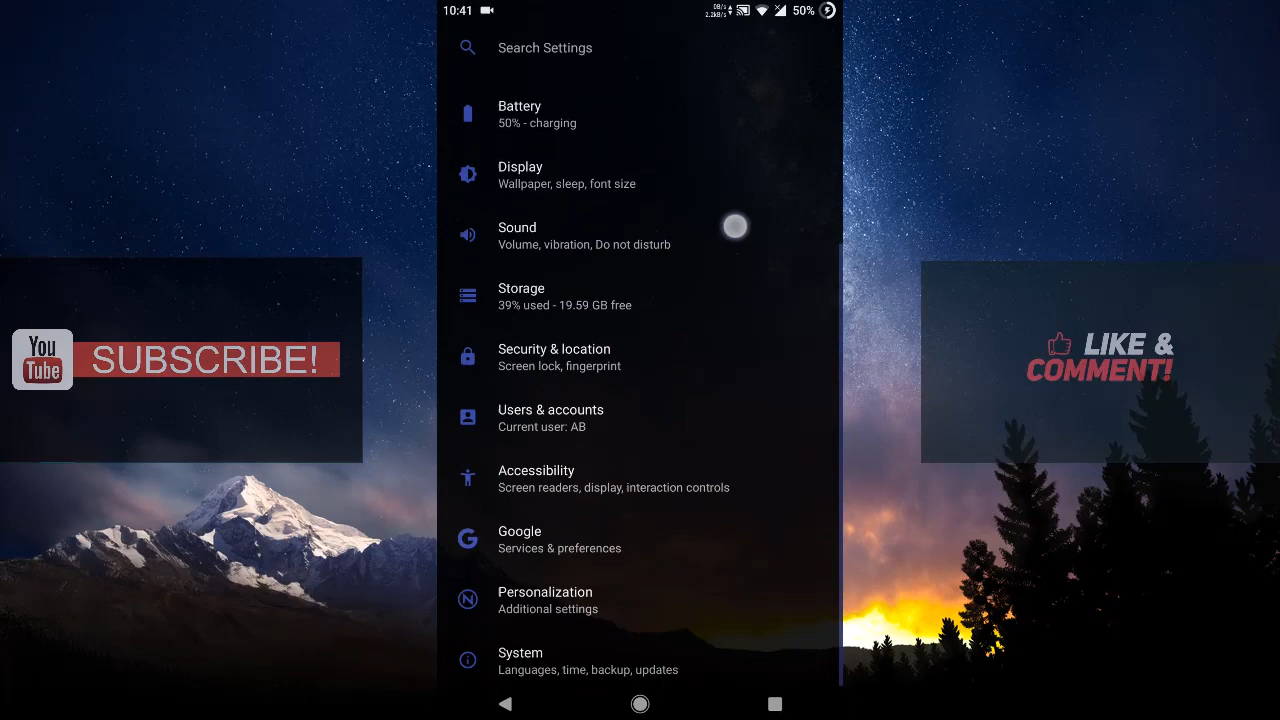 10:41
0B/s
2.2kB/s
50%
Search Settings
Battery
50% - charging
Display
Wallpaper, sleep, font size
Sound
Volume, vibration, Do not disturb
Storage
39% used - 19.59 GB free
Security & location
Screen lock, fingerprint
Users & accounts
Current user: AB
Accessibility
Screen readers, display, interaction controls
Google
Services & preferences
Personalization
Additional settings
System
Languages, time, backup, updates
You
Tube
SUBSCRIBE!
LIKE &
COMMENT!